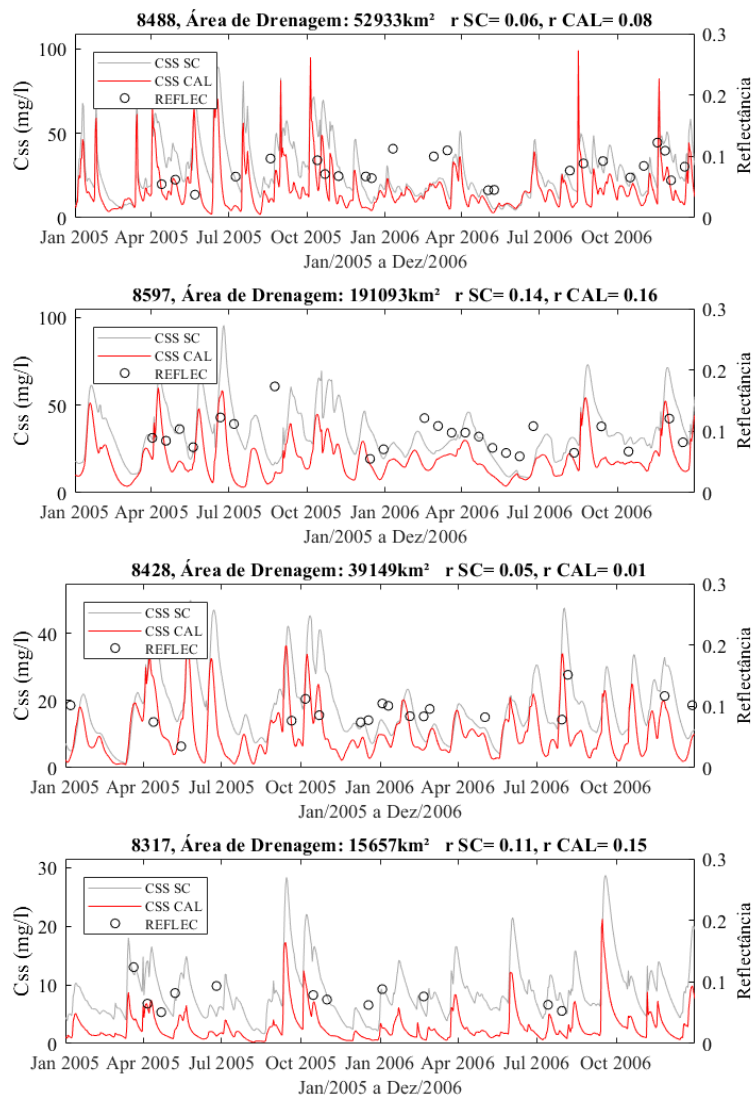 8488, Área de Drenagem: 52933km² r SC= 0.06, r CAL= 0.08
100
50
0
Css (mg/l)
CSS SC
CSS CAL
REFLEC
0.3
0.2
0.1
0
Reflectância
Jan 2005 Apr 2005 Jul 2005 Oct 2005 Jan 2006 Apr 2006 Jul 2006 Oct 2006
Jan/2005 a Dez/2006
8597, Área de Drenagem: 191093km² r SC= 0.14, r CAL= 0.16
100
50
0
Css (mg/l)
CSS SC
CSS CAL
REFLEC
0.3
0.2
0.1
0
Reflectância
Jan 2005 Apr 2005 Jul 2005 Oct 2005 Jan 2006 Apr 2006 Jul 2006 Oct 2006
Jan/2005 a Dez/2006
8428, Área de Drenagem: 39149km² r SC= 0.05, r CAL= 0.01
40
20
0
Css (mg/l)
CSS SC
CSS CAL
REFLEC
0.3
0.2
0.1
0
Reflectância
Jan 2005 Apr 2005 Jul 2005 Oct 2005 Jan 2006 Apr 2006 Jul 2006 Oct 2006
Jan/2005 a Dez/2006
8317, Área de Drenagem: 15657km² r SC= 0.11, r CAL= 0.15
30
20
10
0
Css (mg/l)
CSS SC
CSS CAL
REFLEC
0.3
0.2
0.1
0
Reflectância
Jan 2005 Apr 2005 Jul 2005 Oct 2005 Jan 2006 Apr 2006 Jul 2006 Oct 2006
Jan/2005 a Dez/2006